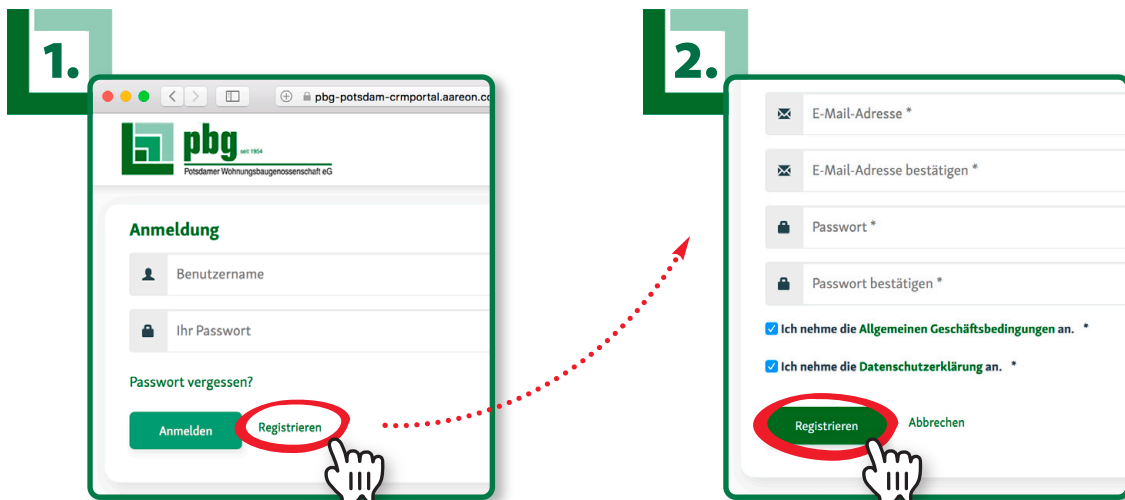 1.
pbg-potsdam-crmportal.aareon.co
pbg
seit 1954
Potsdamer Wohnungsbaugenossenschaft eG
Anmeldung
Benutzername
Ihr Passwort
Passwort vergessen?
Anmelden
Registrieren
2.
E-Mail-Adresse *
E-Mail-Adresse bestätigen *
Passwort *
Passwort bestätigen *
Ich nehme die Allgemeinen Geschäftsbedingungen an. *
Ich nehme die Datenschutzerklärung an. *
Registrieren
Abbrechen